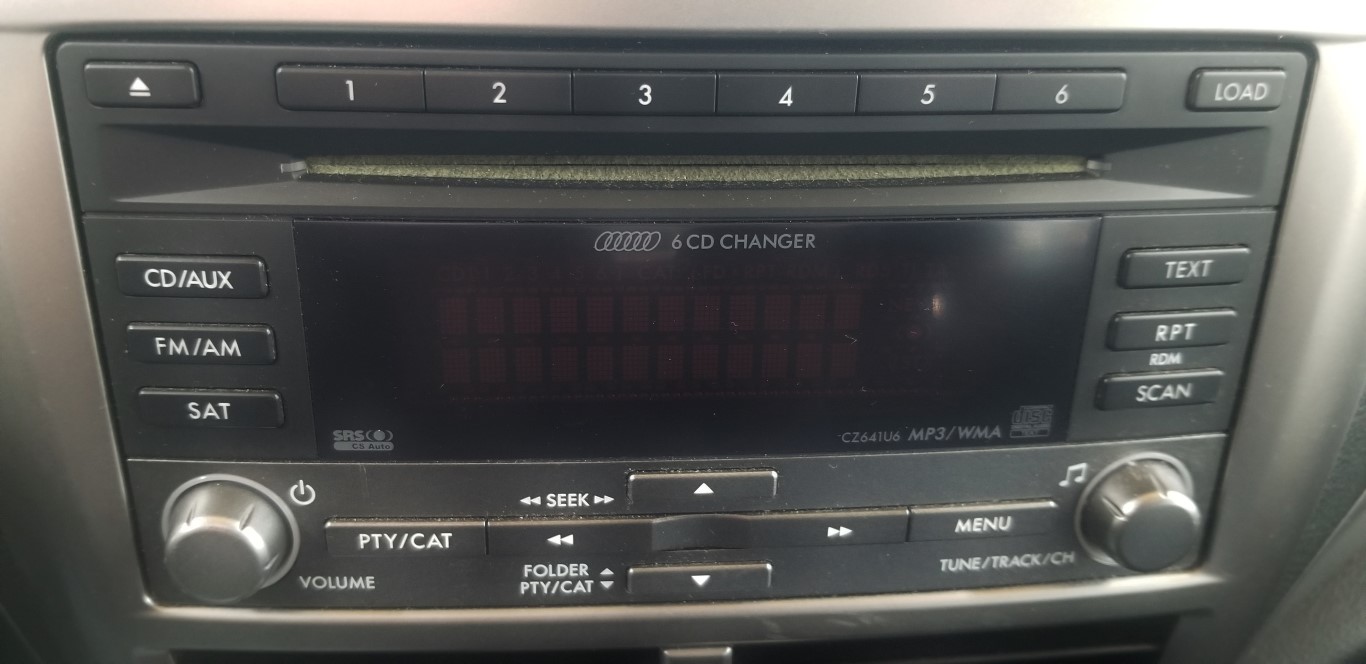 1 2 3 4 5 6 LOAD
6 CD CHANGER
CD/AUX
FM/AM
SAT
TEXT
RPT
RDM
SCAN
SRS
CS Auto
CZ641U6 MP3/WMA
disc
SEEK
PTY/CAT
MENU
VOLUME
FOLDER
PTY/CAT
TUNE/TRACK/CH